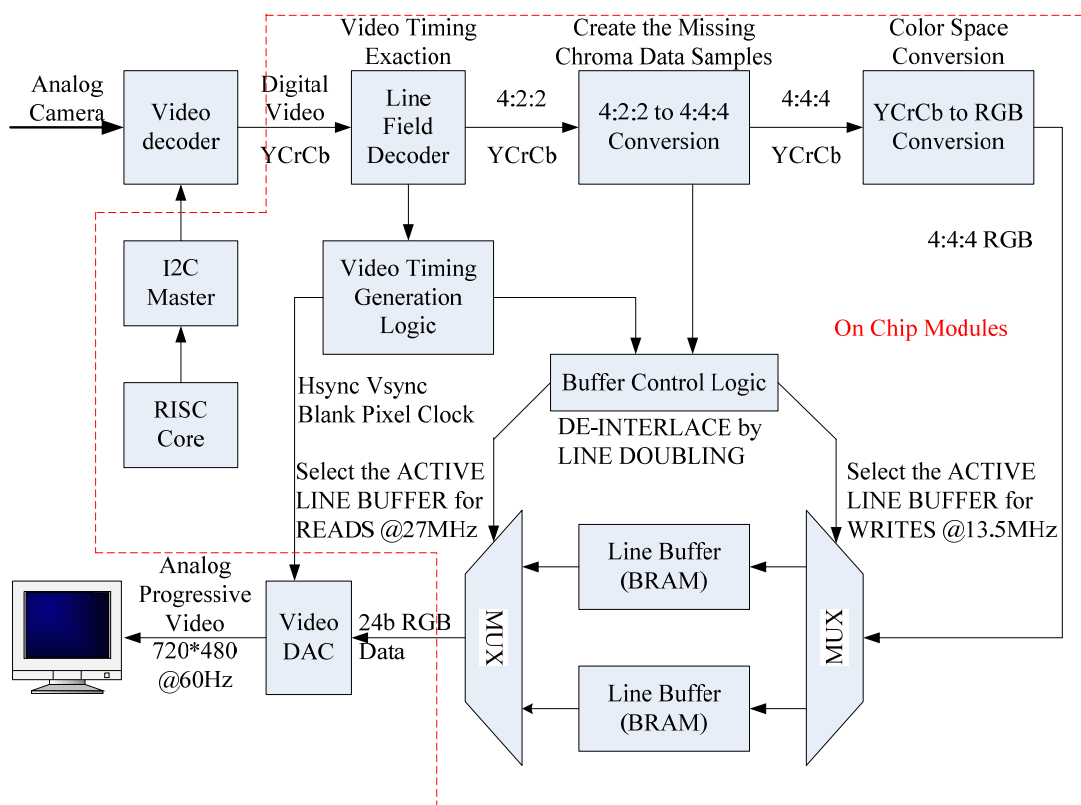 Video Timing
Exaction
Create the Missing
Chroma Data Samples
Color Space
Conversion
Analog
Camera
Video
decoder
Digital
Video
YCrCb
Line
Field
Decoder
4:2:2
YCrCb
4:2:2 to 4:4:4
Conversion
4:4:4
YCrCb
YCrCb to RGB
Conversion
4:4:4 RGB
I2C
Master
Video Timing
Generation
Logic
On Chip Modules
RISC
Core
Hsync Vsync
Blank Pixel Clock
Buffer Control Logic
DE-INTERLACE by
LINE DOUBLING
Select the ACTIVE
LINE BUFFER for
READS @27MHz
Select the ACTIVE
LINE BUFFER for
WRITES @13.5MHz
Line Buffer
(BRAM)
Analog
Progressive
Video
720*480
@60Hz
Video
DAC
24b RGB
Data
MUX
MUX
Line Buffer
(BRAM)